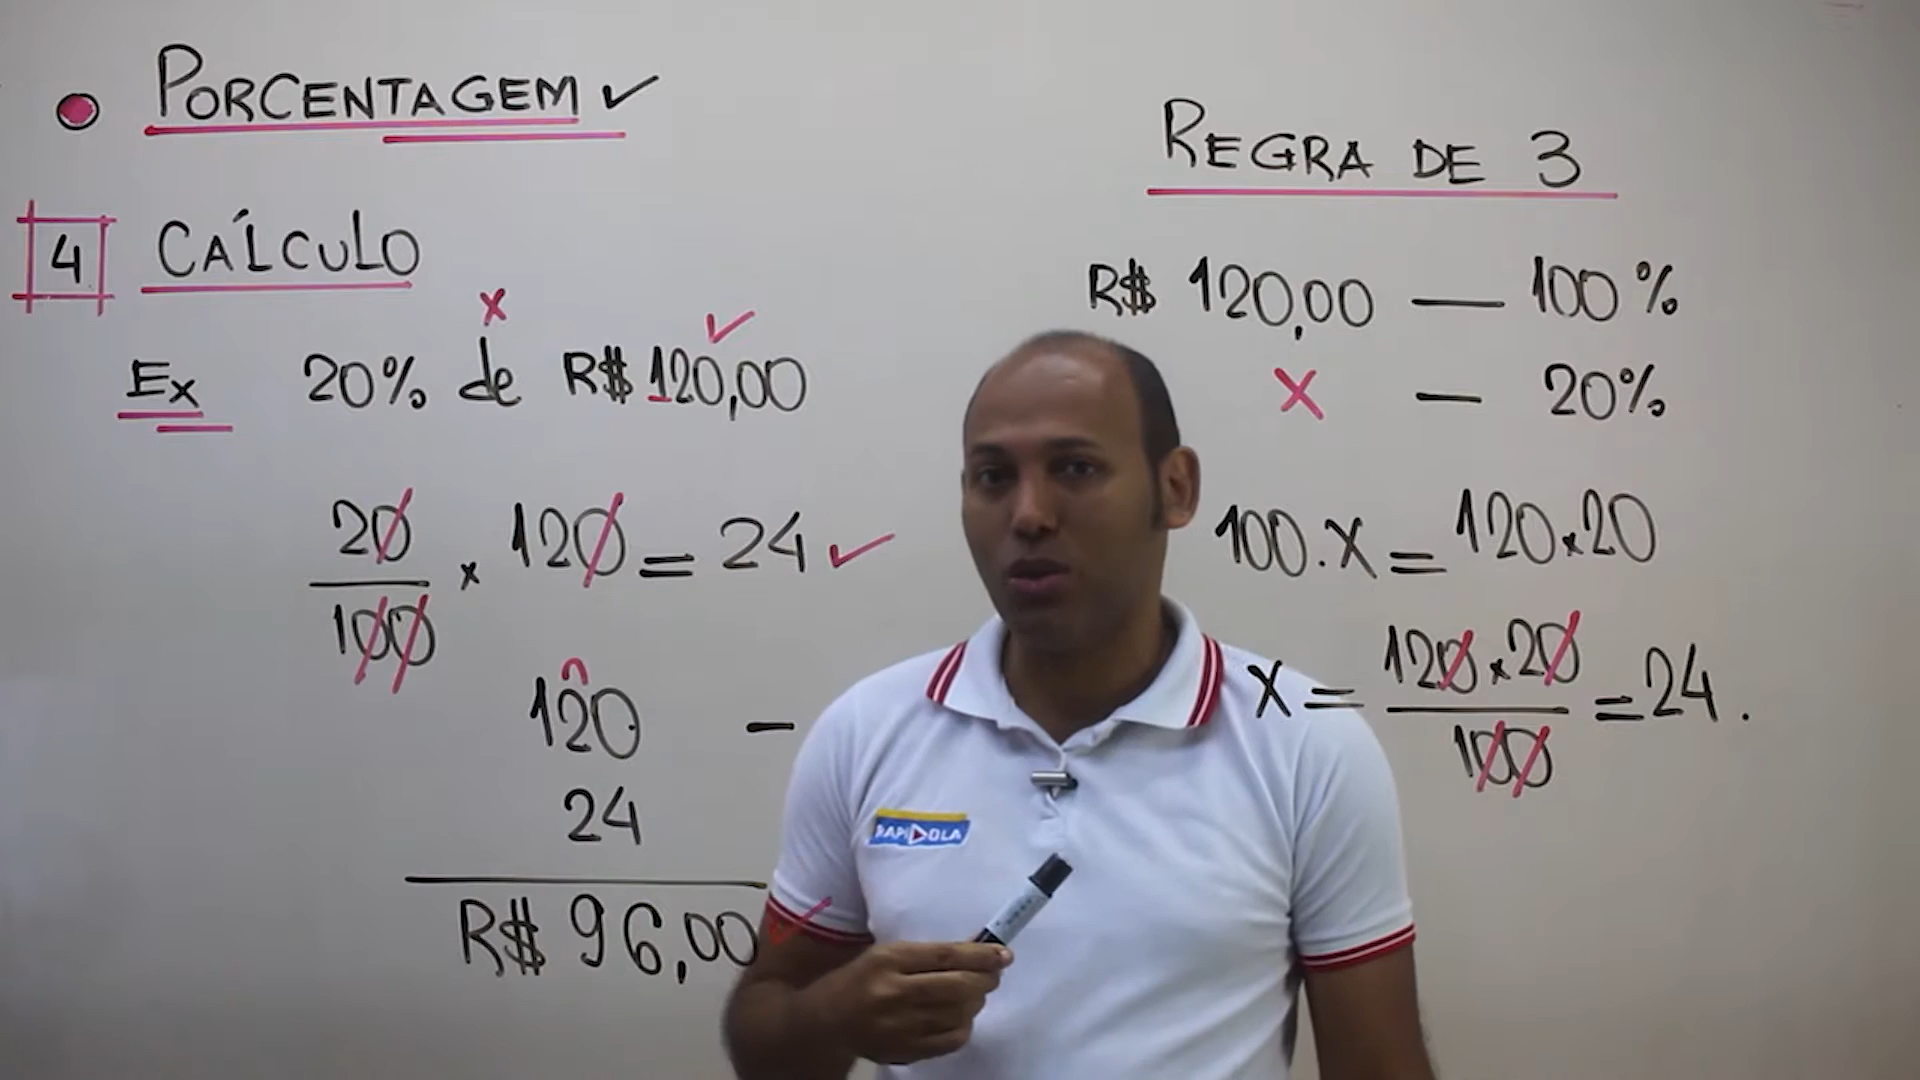 PORCENTAGEM ✓
4 CÁLCULO
x ✓
Ex 20% de R$ 120,00
20/100 x 120 = 24 ✓
120 -
24
R$ 96,00 ✓
REGRA DE 3
R$ 120,00 — 100%
X — 20%
100.X = 120x20
X = 120x20/100 = 24.
RAPIDOLA